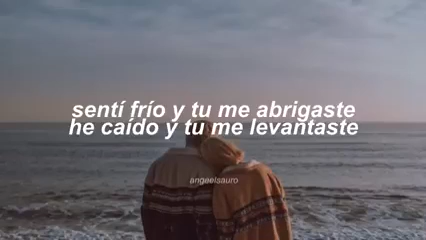 sentí frío y tu me abrigaste
he caído y tu me levantaste
angeelsauro